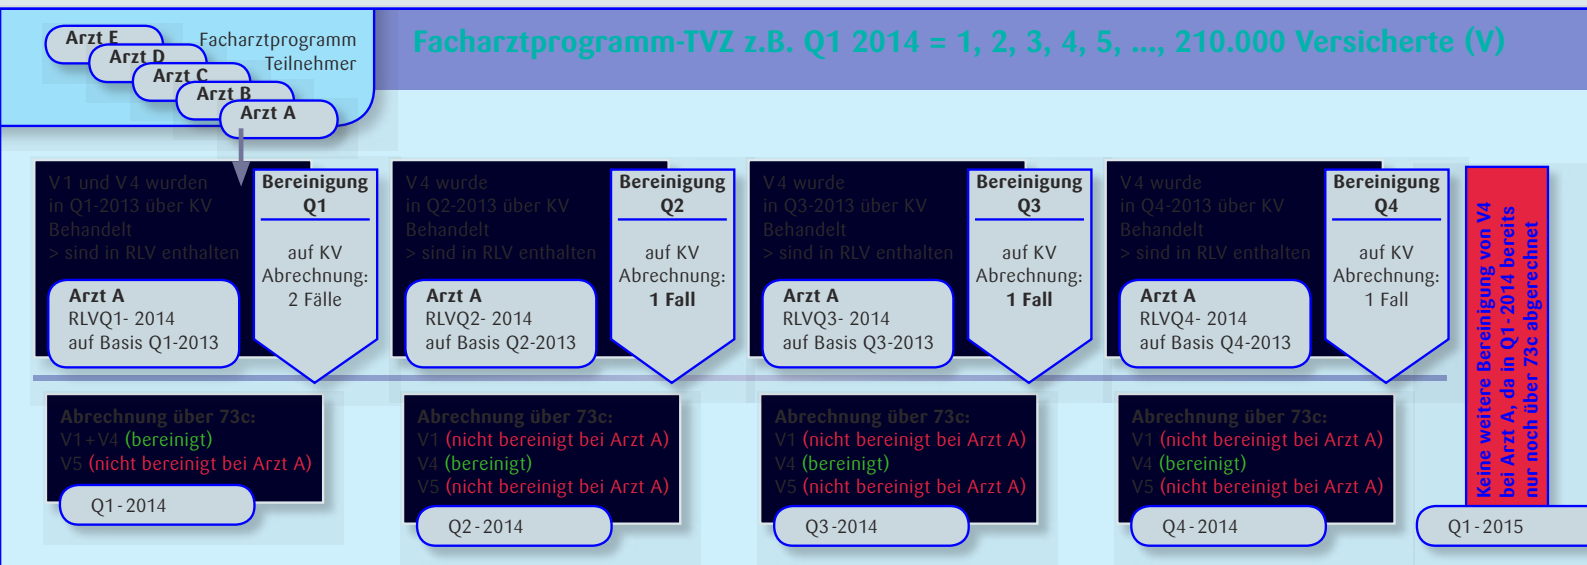 Arzt E
Arzt D
Arzt C
Arzt B
Arzt A
Facharztprogramm
Teilnehmer
Facharztprogramm-TVZ z.B. Q1 2014 = 1, 2, 3, 4, 5, ..., 210.000 Versicherte (V)
V1 und V4 wurden
in Q1-2013 über KV
Behandelt
> sind in RLV enthalten
Arzt A
RLVQ1- 2014
auf Basis Q1-2013
Bereinigung
Q1
auf KV
Abrechnung:
2 Fälle
V4 wurde
in Q2-2013 über KV
Behandelt
> sind in RLV enthalten
Arzt A
RLVQ2- 2014
auf Basis Q2-2013
Bereinigung
Q2
auf KV
Abrechnung:
1 Fall
V4 wurde
in Q3-2013 über KV
Behandelt
> sind in RLV enthalten
Arzt A
RLVQ3- 2014
auf Basis Q3-2013
Bereinigung
Q3
auf KV
Abrechnung:
1 Fall
V4 wurde
in Q4-2013 über KV
Behandelt
> sind in RLV enthalten
Arzt A
RLVQ4- 2014
auf Basis Q4-2013
Bereinigung
Q4
auf KV
Abrechnung:
1 Fall
Keine weitere Bereinigung von V4
bei Arzt A, da in Q1-2014 bereits
nur noch über 73c abgerechnet
Abrechnung über 73c:
V1+V4 (bereinigt)
V5 (nicht bereinigt bei Arzt A)
Q1-2014
Abrechnung über 73c:
V1 (nicht bereinigt bei Arzt A)
V4 (bereinigt)
V5 (nicht bereinigt bei Arzt A)
Q2-2014
Abrechnung über 73c:
V1 (nicht bereinigt bei Arzt A)
V4 (bereinigt)
V5 (nicht bereinigt bei Arzt A)
Q3-2014
Abrechnung über 73c:
V1 (nicht bereinigt bei Arzt A)
V4 (bereinigt)
V5 (nicht bereinigt bei Arzt A)
Q4-2014
Q1-2015